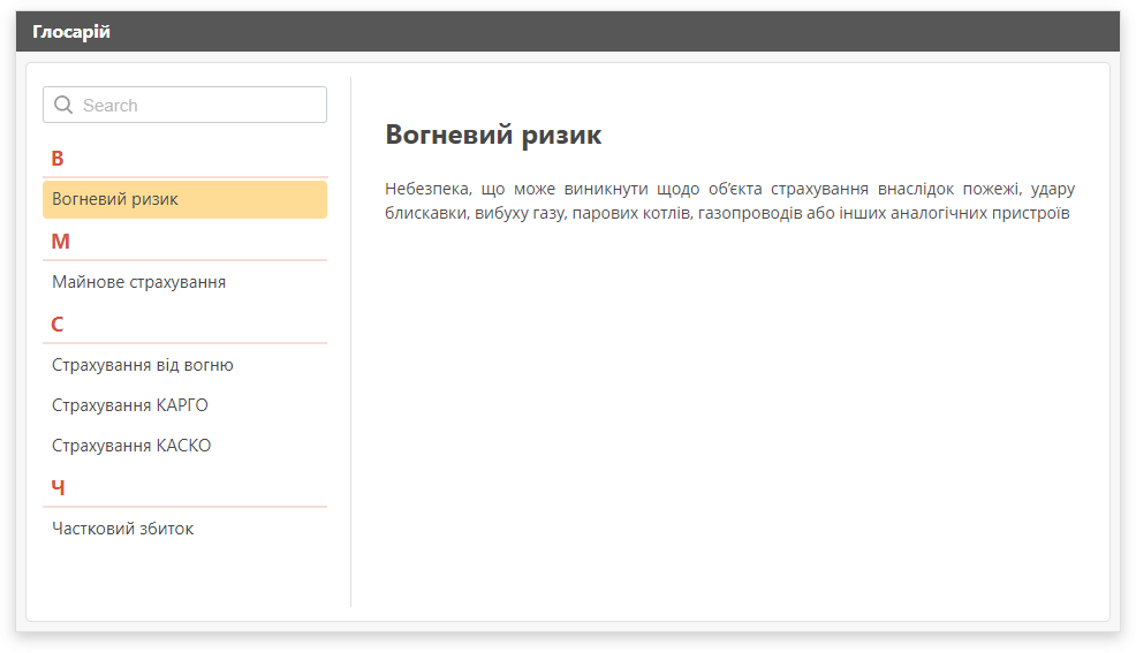 Глосарій
Search
В
Вогневий ризик
М
Майнове страхування
С
Страхування від вогню
Страхування КАРГО
Страхування КАСКО
Ч
Частковий збиток
Вогневий ризик
Небезпека, що може виникнути щодо об’єкта страхування внаслідок пожежі, удару
блискавки, вибуху газу, парових котлів, газопроводів або інших аналогічних пристроїв